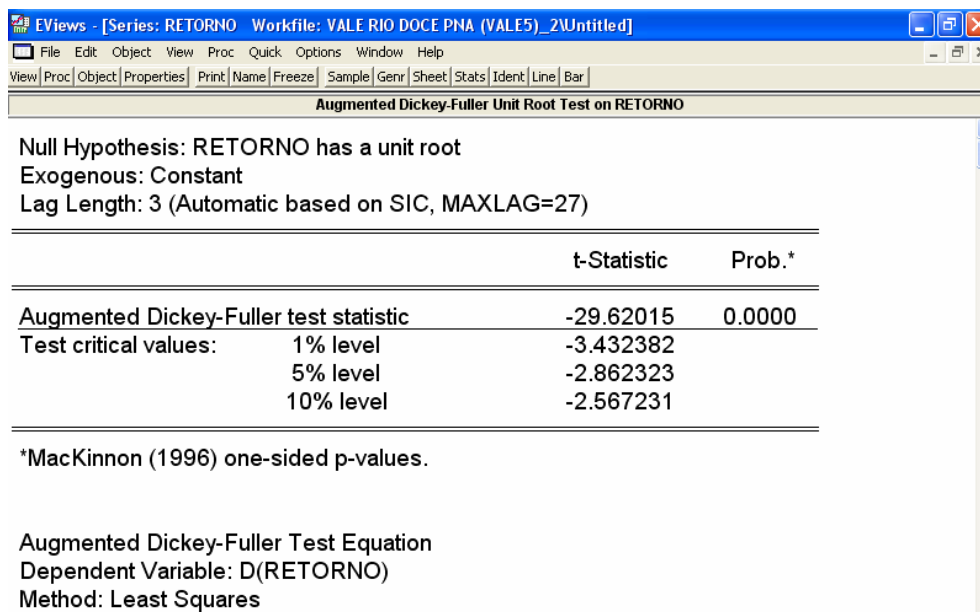 EViews - [Series: RETORNO Workfile: VALE RIO DOCE PNA (VALE5)_2\Untitled]
File Edit Object View Proc Quick Options Window Help
View Proc Object Properties Print Name Freeze Sample Genr Sheet Stats Ident Line Bar
Augmented Dickey-Fuller Unit Root Test on RETORNO
Null Hypothesis: RETORNO has a unit root
Exogenous: Constant
Lag Length: 3 (Automatic based on SIC, MAXLAG=27)
t-Statistic Prob.*
Augmented Dickey-Fuller test statistic -29.62015 0.0000
Test critical values: 1% level -3.432382
5% level -2.862323
10% level -2.567231
*MacKinnon (1996) one-sided p-values.
Augmented Dickey-Fuller Test Equation
Dependent Variable: D(RETORNO)
Method: Least Squares